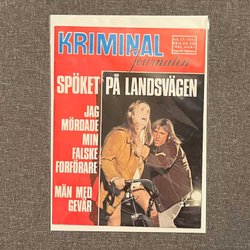 KRIMINAL
journalen
SPÖKET PÅ LANDSVÄGEN
JAG
MÖRDADE
MIN
FALSKE
FÖRFÖRARE
MÄN MED
GEVÄR